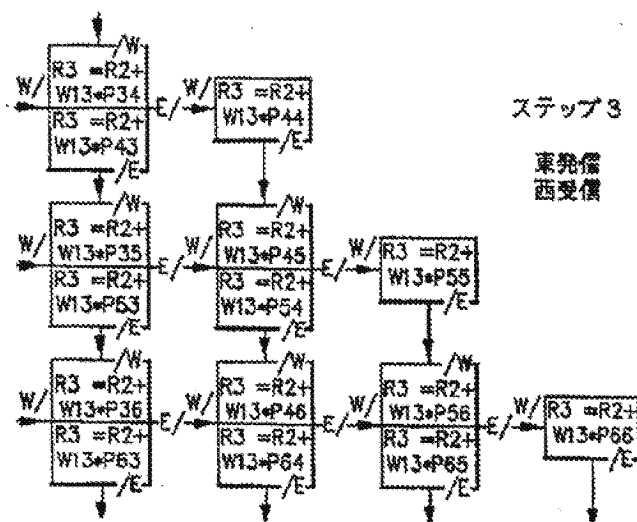 /W
W/
R3 =R2+
W13*P34
R3 =R2+
W13*P43
/E
E/
W/
R3 =R2+
W13*P44
/E
ステップ3
東発信
西受信
/W
W/
R3 =R2+
W13*P35
R3 =R2+
W13*P53
/E
E/
W/
/W
R3 =R2+
W13*P45
R3 =R2+
W13*P54
/E
E/
W/
R3 =R2+
W13*P55
/E
/W
W/
R3 =R2+
W13*P36
R3 =R2+
W13*P63
/E
E/
W/
/W
R3 =R2+
W13*P46
R3 =R2+
W13*P64
/E
E/
W/
/W
R3 =R2+
W13*P56
R3 =R2+
W13*P65
/E
E/
W/
R3 =R2+
W13*P66
/E